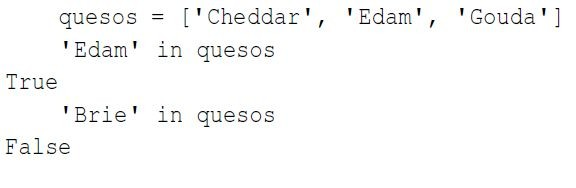 quesos = ['Cheddar', 'Edam', 'Gouda']
'Edam' in quesos
True
'Brie' in quesos
False